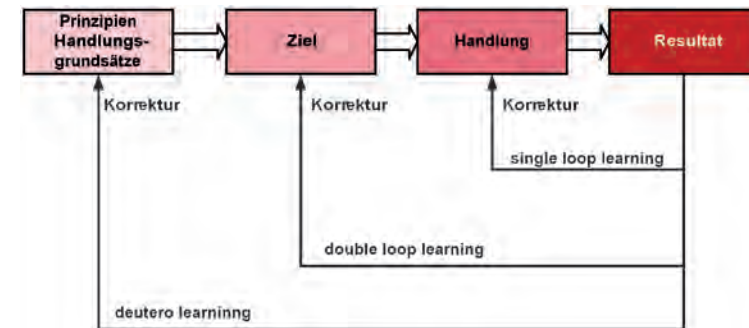 Prinzipien
Handlungs-
grundsätze
Ziel
Handlung
Resultat
Korrektur
Korrektur
Korrektur
single loop learning
double loop learning
deutero learninng